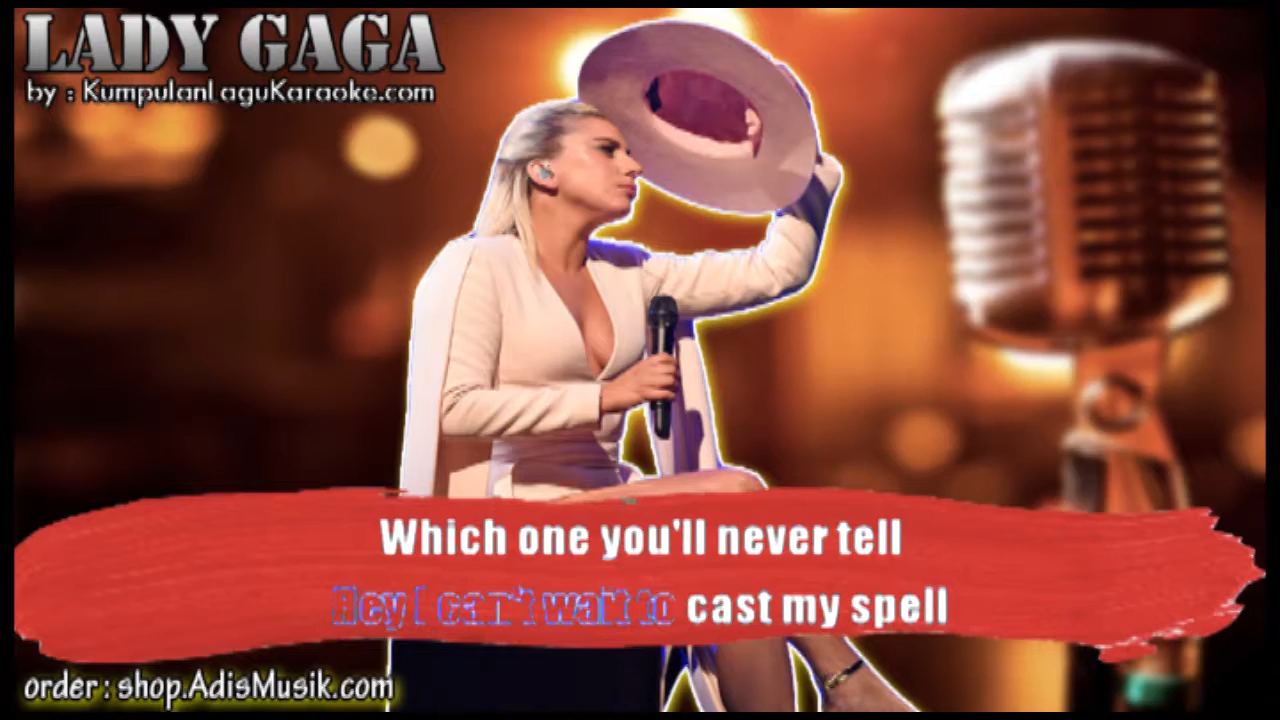 LADY GAGA
by : KumpulanLaguKaraoke.com
Which one you'll never tell
Hey I can't wait to cast my spell
order : shop.AdisMusik.com